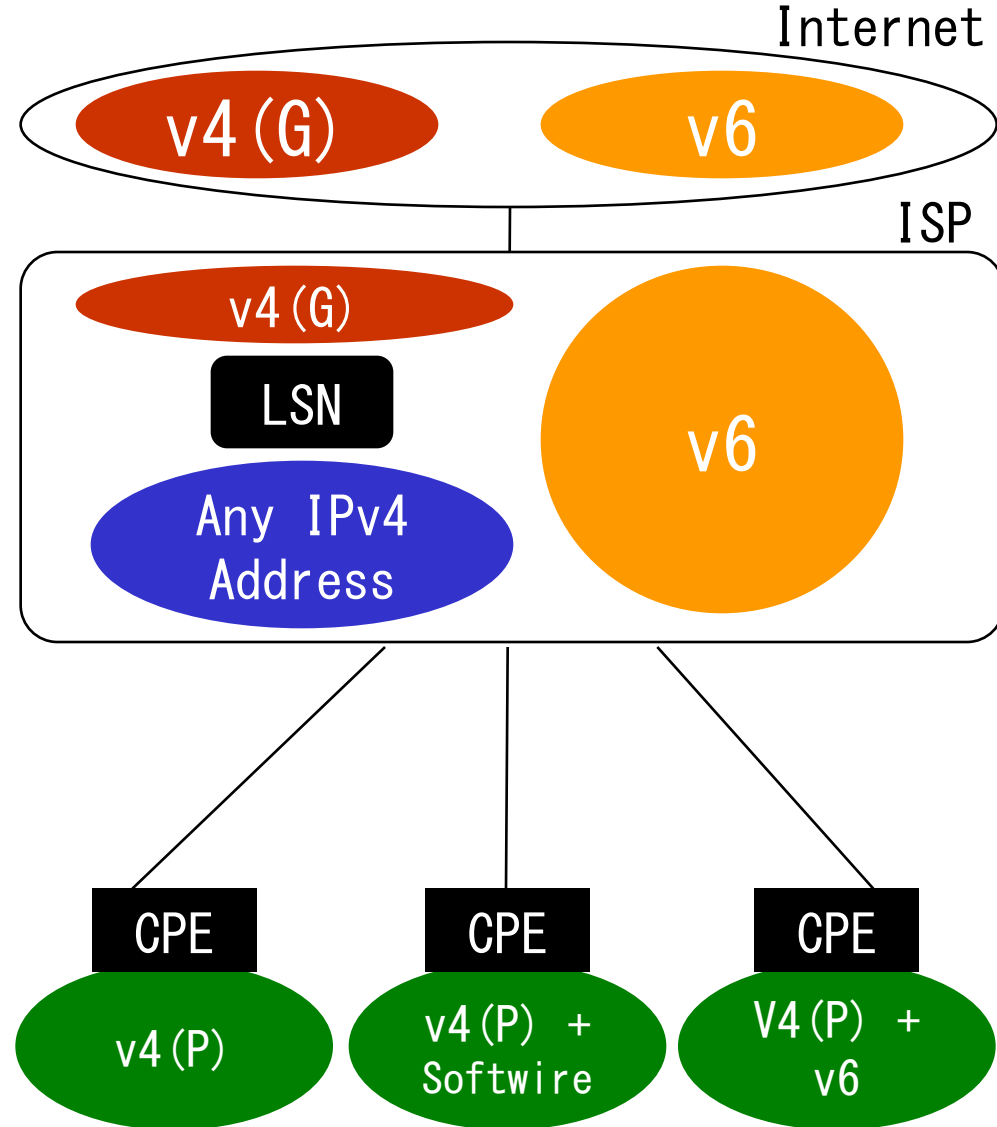 Internet
v4(G)
v6
ISP
v4(G)
LSN
v6
Any IPv4
Address
CPE
CPE
CPE
v4(P)
v4(P) +
Softwire
V4(P) +
v6